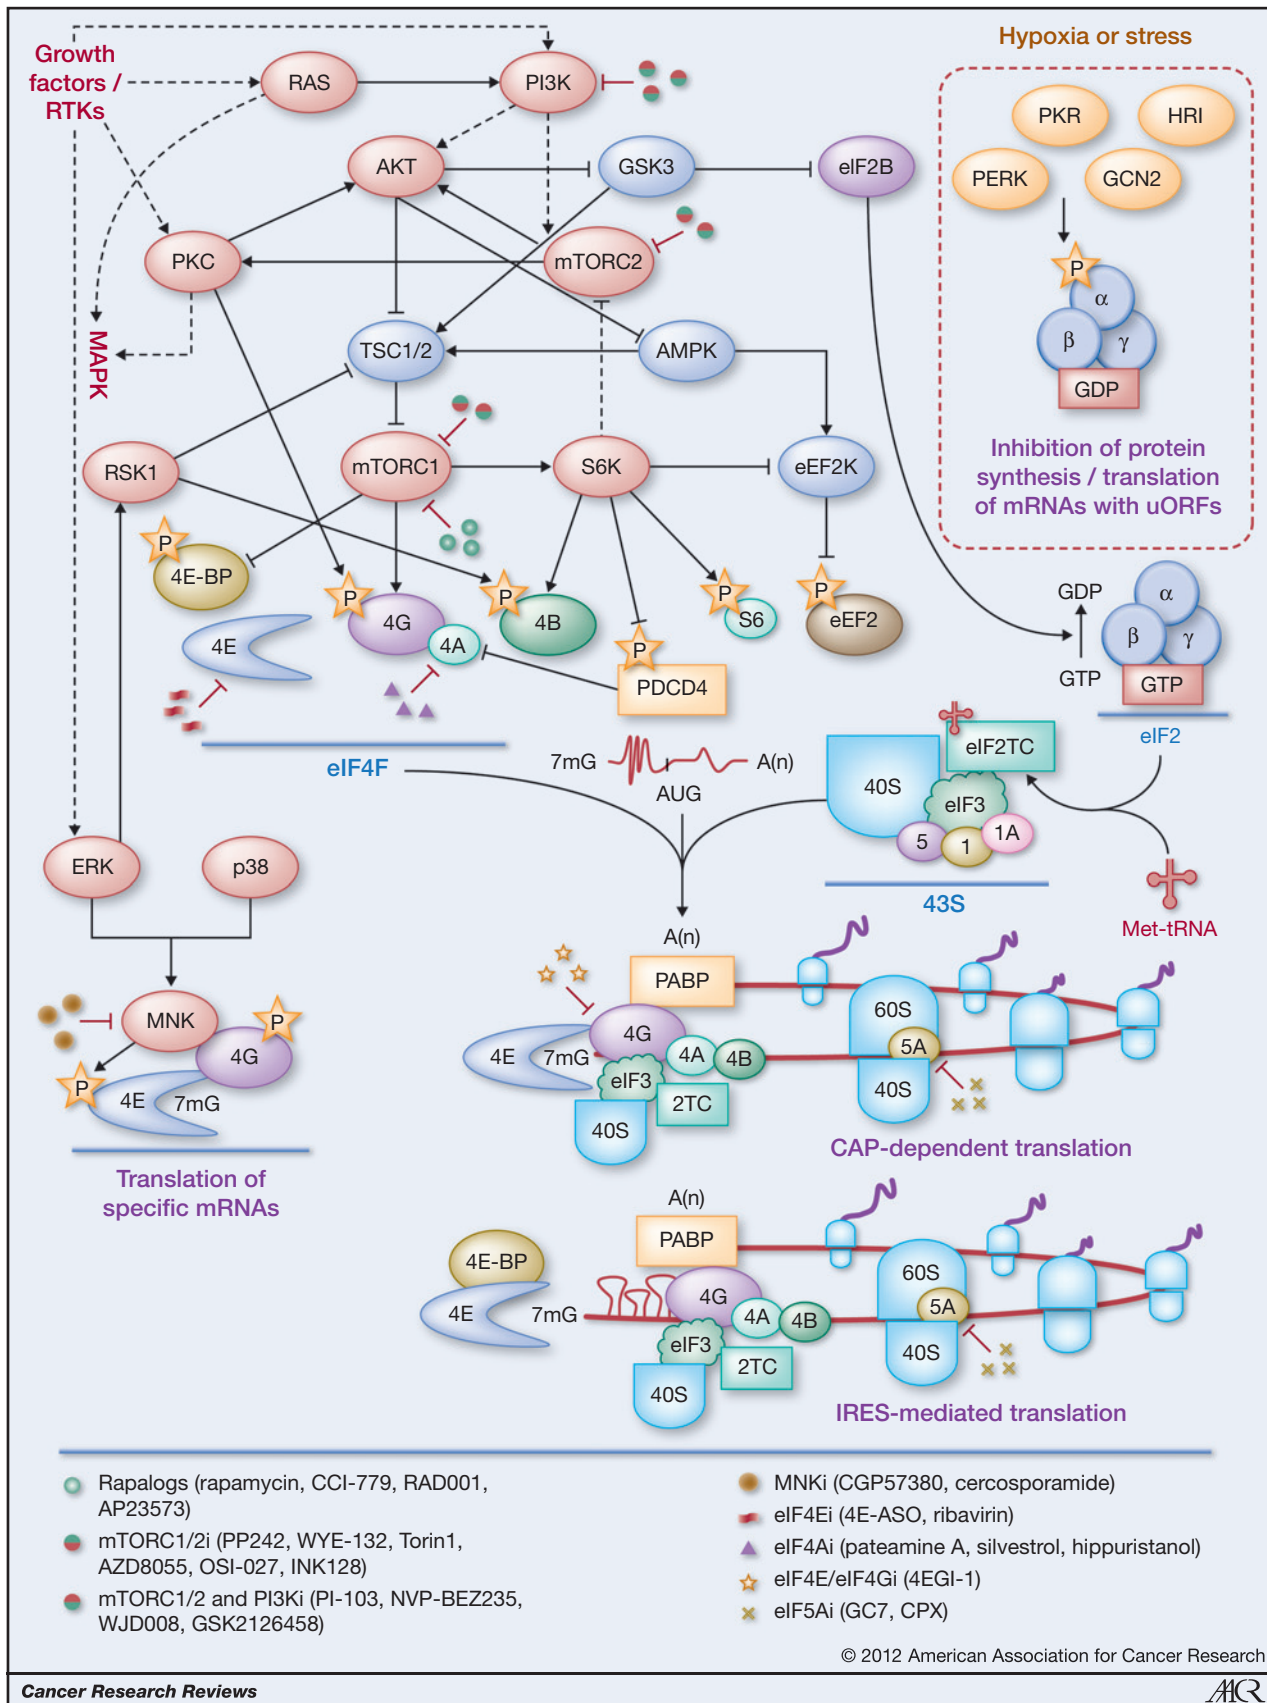 Growth
factors /
RTKs
RAS
PI3K
Hypoxia or stress
PKR
HRI
PERK
GCN2
AKT
GSK3
eIF2B
P
α
β
γ
GDP
Inhibition of protein
synthesis / translation
of mRNAs with uORFs
PKC
mTORC2
MAPK
TSC1/2
AMPK
RSK1
mTORC1
S6K
eEF2K
P
4E-BP
4E
P
4G
4A
P
4B
P
S6
P
eEF2
P
PDCD4
GDP
GTP
α
β
γ
GTP
eIF2
eIF4F
7mG
A(n)
AUG
40S
eIF2TC
eIF3
5
1
1A
43S
Met-tRNA
ERK
p38
MNK
P
4G
P
4E
7mG
Translation of
specific mRNAs
A(n)
PABP
4G
4E
7mG
4A
4B
eIF3
2TC
40S
60S
5A
40S
CAP-dependent translation
A(n)
PABP
4E-BP
4E
7mG
4G
4A
4B
eIF3
2TC
40S
60S
5A
40S
IRES-mediated translation
Rapalogs (rapamycin, CCI-779, RAD001,
AP23573)
mTORC1/2i (PP242, WYE-132, Torin1,
AZD8055, OSI-027, INK128)
mTORC1/2 and PI3Ki (PI-103, NVP-BEZ235,
WJD008, GSK2126458)
MNKi (CGP57380, cercosporamide)
eIF4Ei (4E-ASO, ribavirin)
eIF4Ai (pateamine A, silvestrol, hippuristanol)
eIF4E/eIF4Gi (4EGI-1)
eIF5Ai (GC7, CPX)
© 2012 American Association for Cancer Research
Cancer Research Reviews
AACR